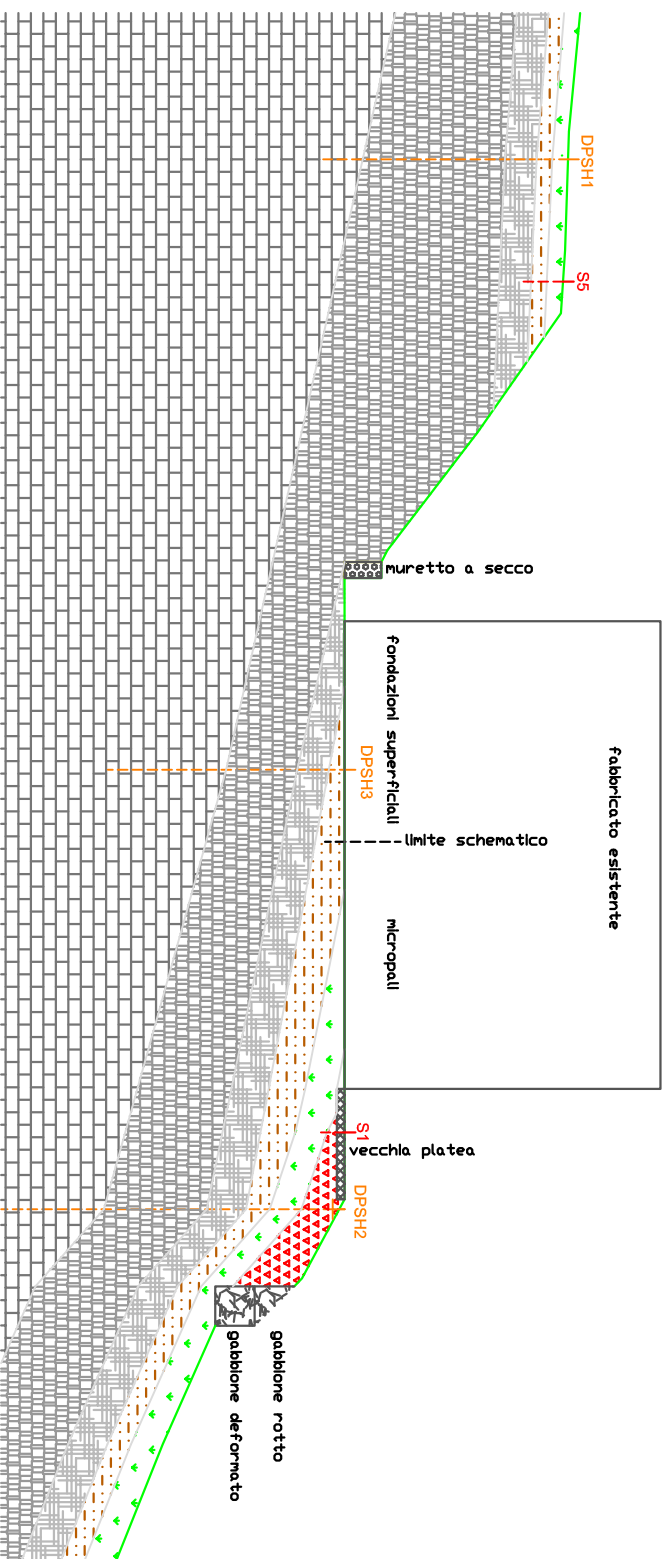 DPSH1
S5
muretto a secco
fondazioni superficiali
fabbricato esistente
DPSH3
limite schematico
micropali
S1
vecchia platea
DPSH2
gabbione rotto
gabbione deformato